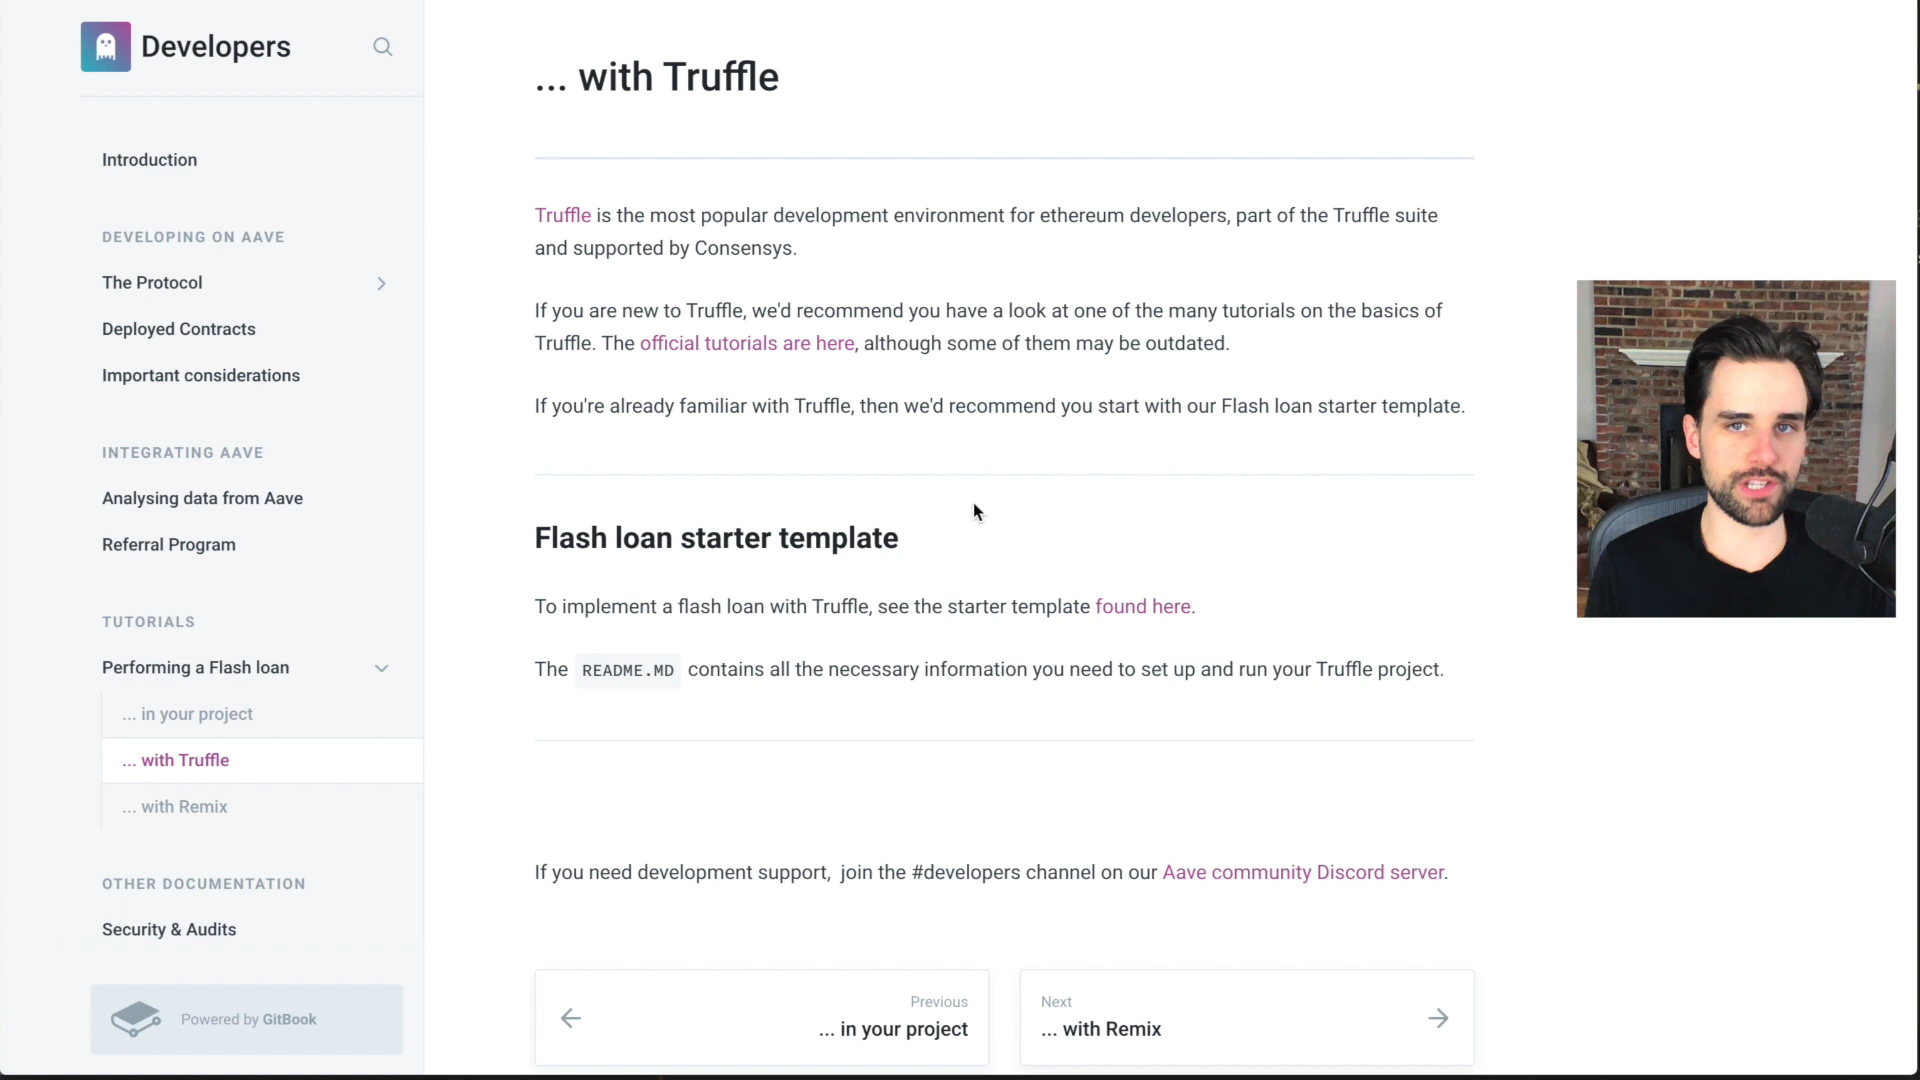 Developers
Introduction
DEVELOPING ON AAVE
The Protocol
Deployed Contracts
Important considerations
INTEGRATING AAVE
Analysing data from Aave
Referral Program
TUTORIALS
Performing a Flash loan
... in your project
... with Truffle
... with Remix
OTHER DOCUMENTATION
Security & Audits
Powered by GitBook
... with Truffle
Truffle is the most popular development environment for ethereum developers, part of the Truffle suite
and supported by Consensys.
If you are new to Truffle, we'd recommend you have a look at one of the many tutorials on the basics of
Truffle. The official tutorials are here, although some of them may be outdated.
If you're already familiar with Truffle, then we'd recommend you start with our Flash loan starter template.
Flash loan starter template
To implement a flash loan with Truffle, see the starter template found here.
The README.MD contains all the necessary information you need to set up and run your Truffle project.
If you need development support, join the #developers channel on our Aave community Discord server.
Previous
... in your project
Next
... with Remix